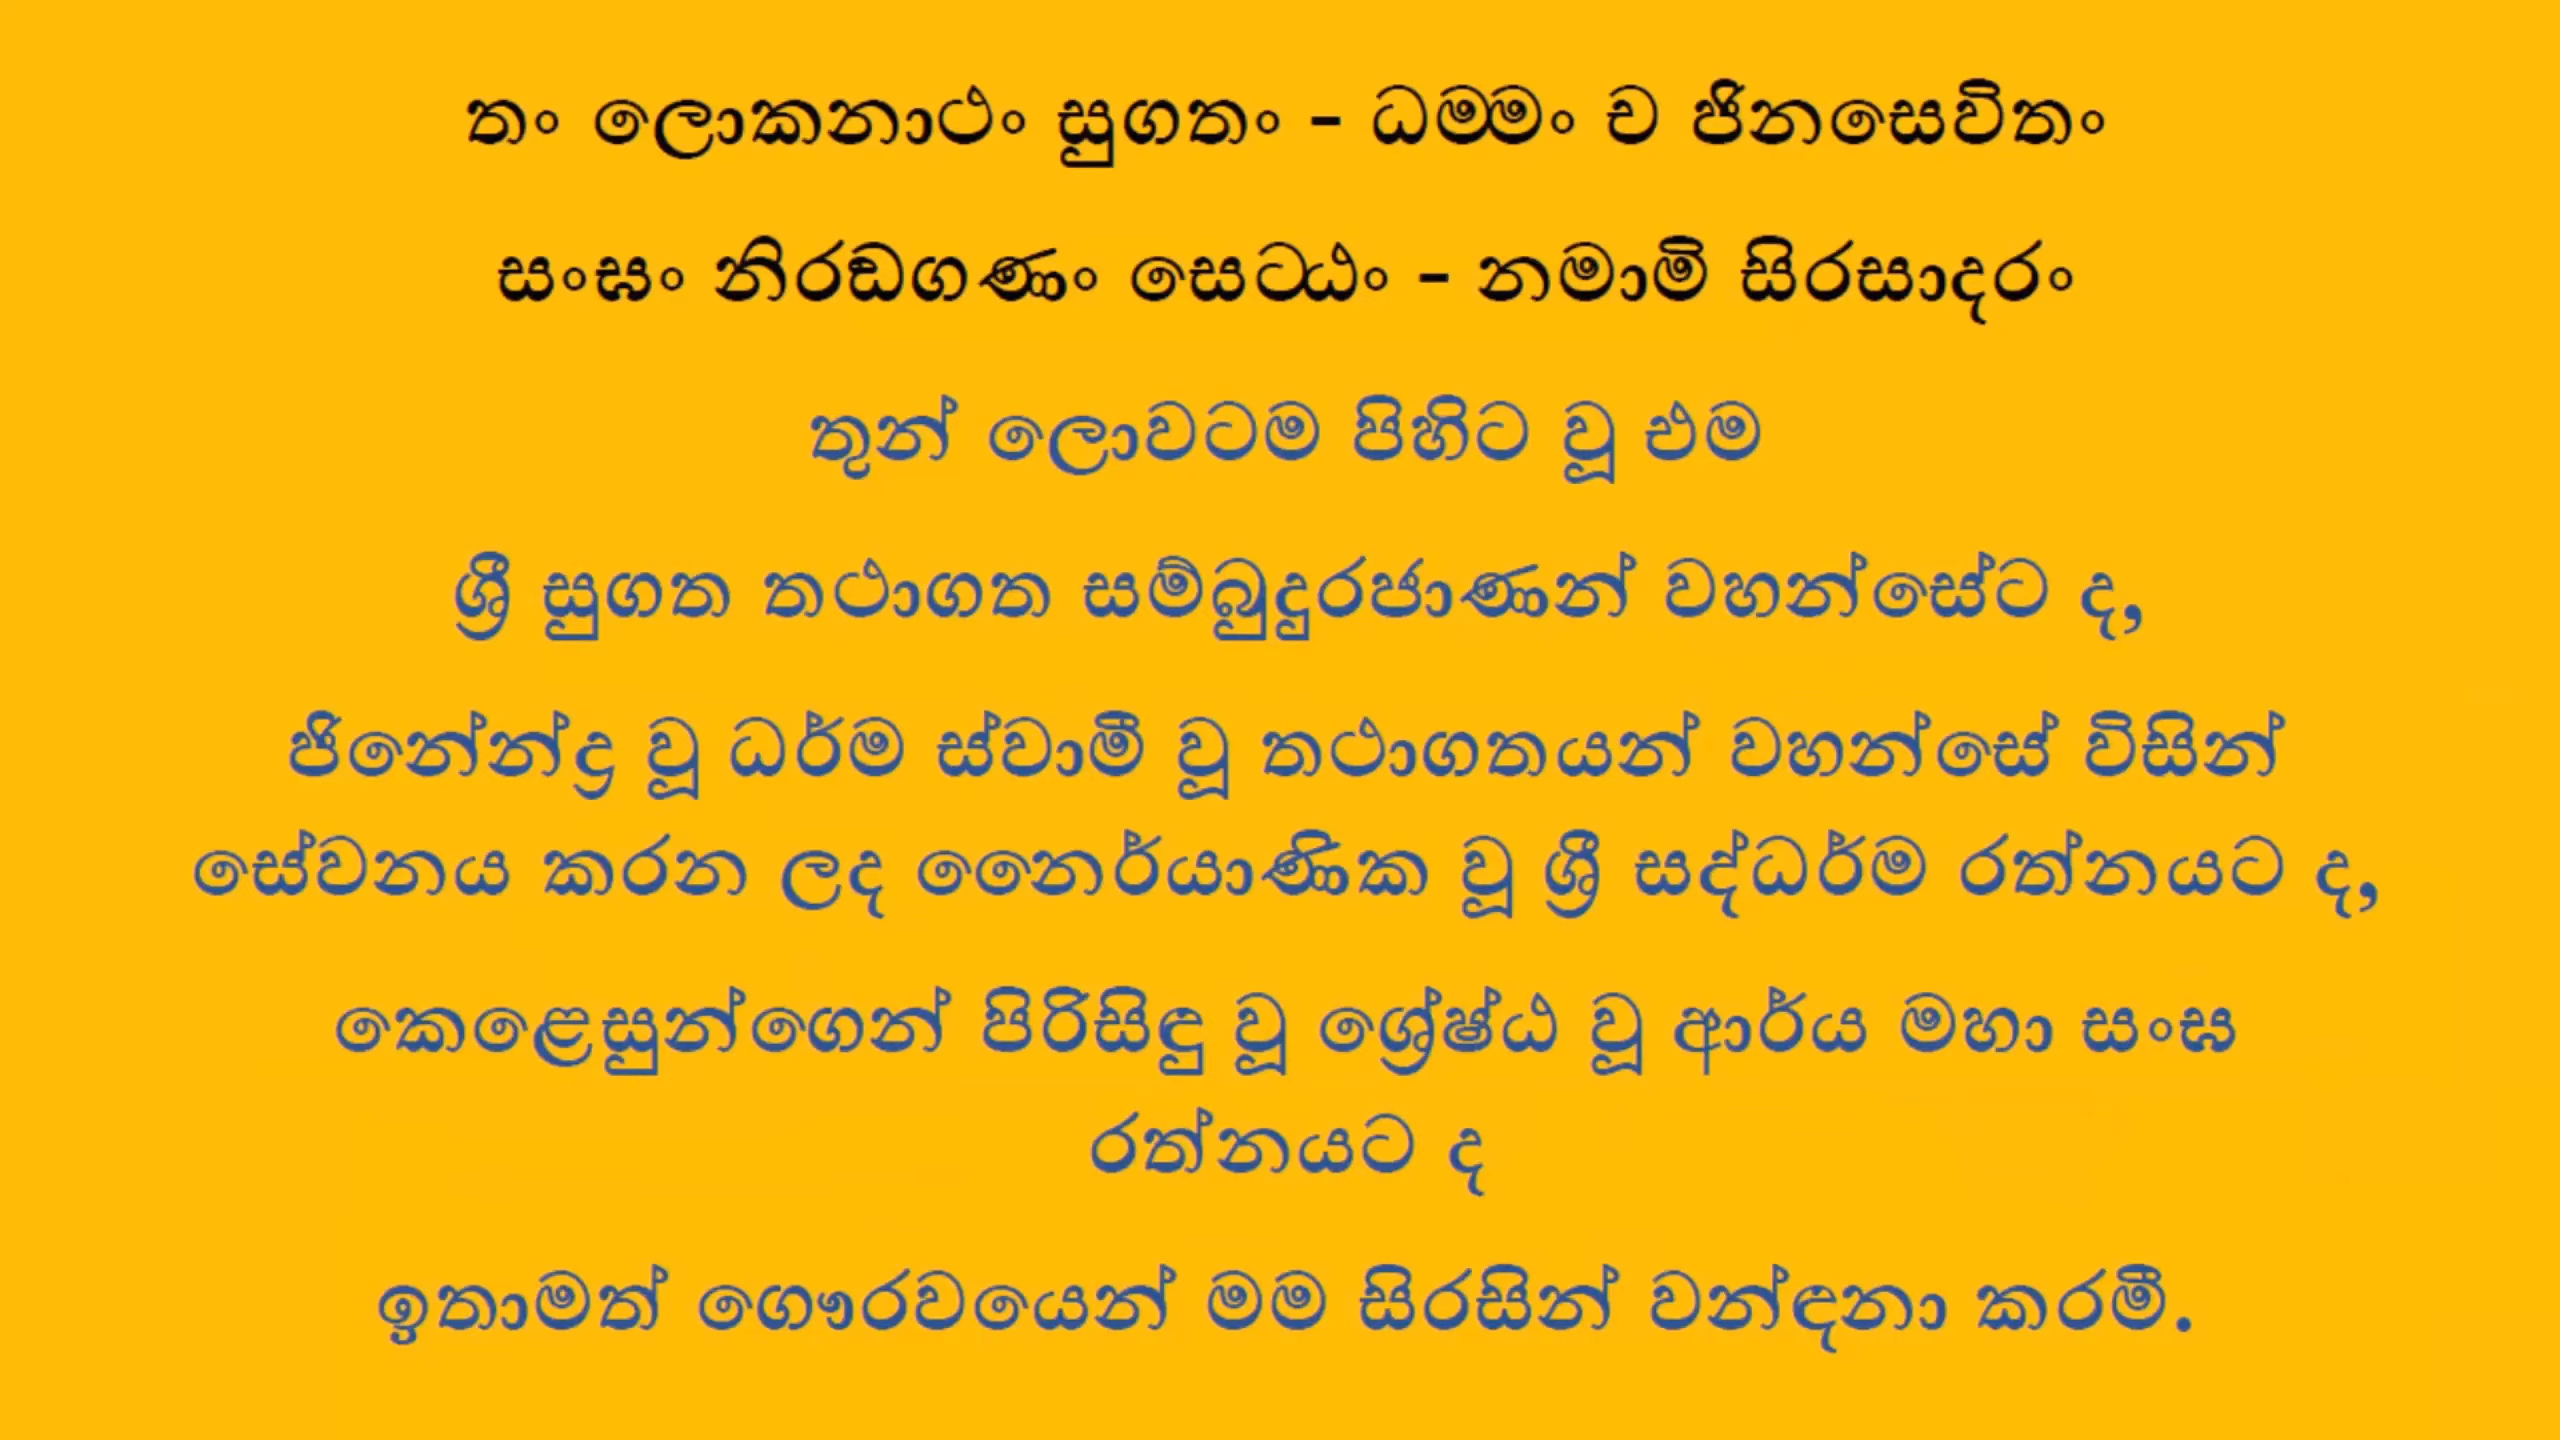 තං ලොකනාථං සුගතං - ධම්‍මං ච ජිනසෙවිතං
සංඝං නිරඞගණං සෙට‍්ඨං - නමාමි සිරසාදරං
තුන් ලොවටම පිහිට වූ එම
ශ්‍රී සුගත තථාගත සම්බුදුරජාණන් වහන්සේට ද,
ජිනේන්ද්‍ර වූ ධර්ම ස්වාමී වූ තථාගතයන් වහන්සේ විසින්
සේවනය කරන ලද නෛර්යාණික වූ ශ්‍රී සද්ධර්ම රත්නයට ද,
කෙළෙසුන්ගෙන් පිරිසිඳු වූ ශ්‍රේෂ්ඨ වූ ආර්ය මහා සංඝ
රත්නයට ද
ඉතාමත් ගෞරවයෙන් මම සිරසින් වන්ඳනා කරමී.